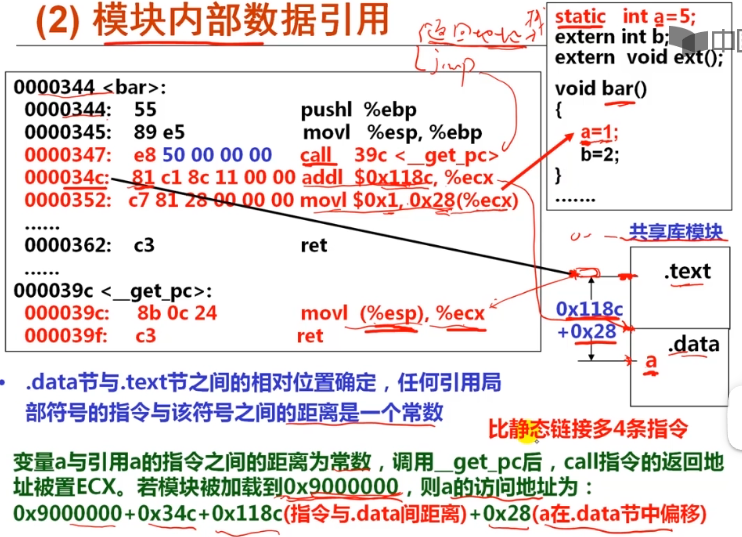 (2) 模块内部数据引用
返回地址
jmp
static int a=5;
extern int b;
extern void ext();
void bar()
{
a=1;
b=2;
}
.......
0000344 <bar>:
0000344: 55 pushl %ebp
0000345: 89 e5 movl %esp, %ebp
0000347: e8 50 00 00 00 call 39c <__get_pc>
000034c: 81 c1 8c 11 00 00 addl $0x118c, %ecx
0000352: c7 81 28 00 00 00 movl $0x1, 0x28(%ecx)
......
0000362: c3 ret
......
000039c <__get_pc>:
000039c: 8b 0c 24 movl (%esp), %ecx
000039f: c3 ret
共享库模块
.text
0x118c
+0x28
.data
a
• .data节与.text节之间的相对位置确定，任何引用局
部符号的指令与该符号之间的距离是一个常数
比静态链接多4条指令
变量a与引用a的指令之间的距离为常数，调用__get_pc后，call指令的返回地
址被置ECX。若模块被加载到0x9000000，则a的访问地址为：
0x9000000+0x34c+0x118c(指令与.data间距离)+0x28(a在.data节中偏移)